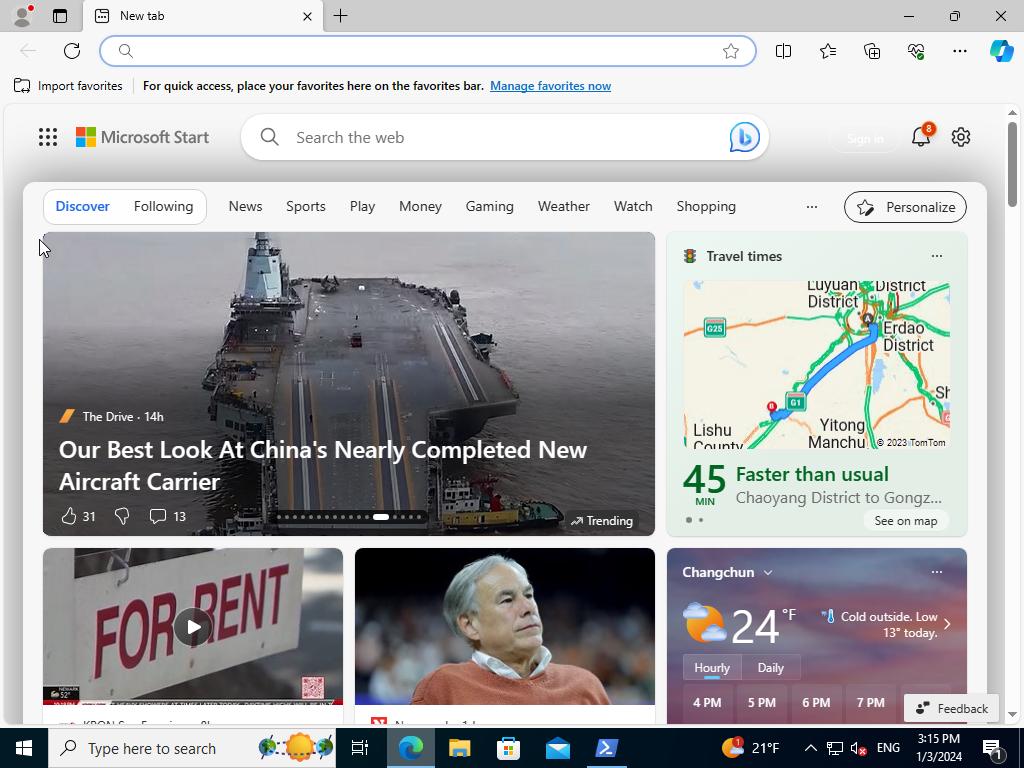 New tab
Import favorites
For quick access, place your favorites here on the favorites bar. Manage favorites now
Microsoft Start
Search the web
Sign in
8
Discover
Following
News
Sports
Play
Money
Gaming
Weather
Watch
Shopping
Personalize
The Drive · 14h
Our Best Look At China's Nearly Completed New
Aircraft Carrier
31
13
Trending
Travel times
Luyuan
District
District
G25
Erdao
District
G1
Lishu
County
Yitong
Manchu
© 2023 TomTom
45
MIN
Faster than usual
Chaoyang District to Gongz...
See on map
FOR RENT
NEWARK
52°
Changchun
24 °F
Cold outside. Low
13° today.
Hourly
Daily
4 PM
5 PM
6 PM
7 PM
Feedback
Type here to search
1
21°F
ENG
3:15 PM
1/3/2024
1